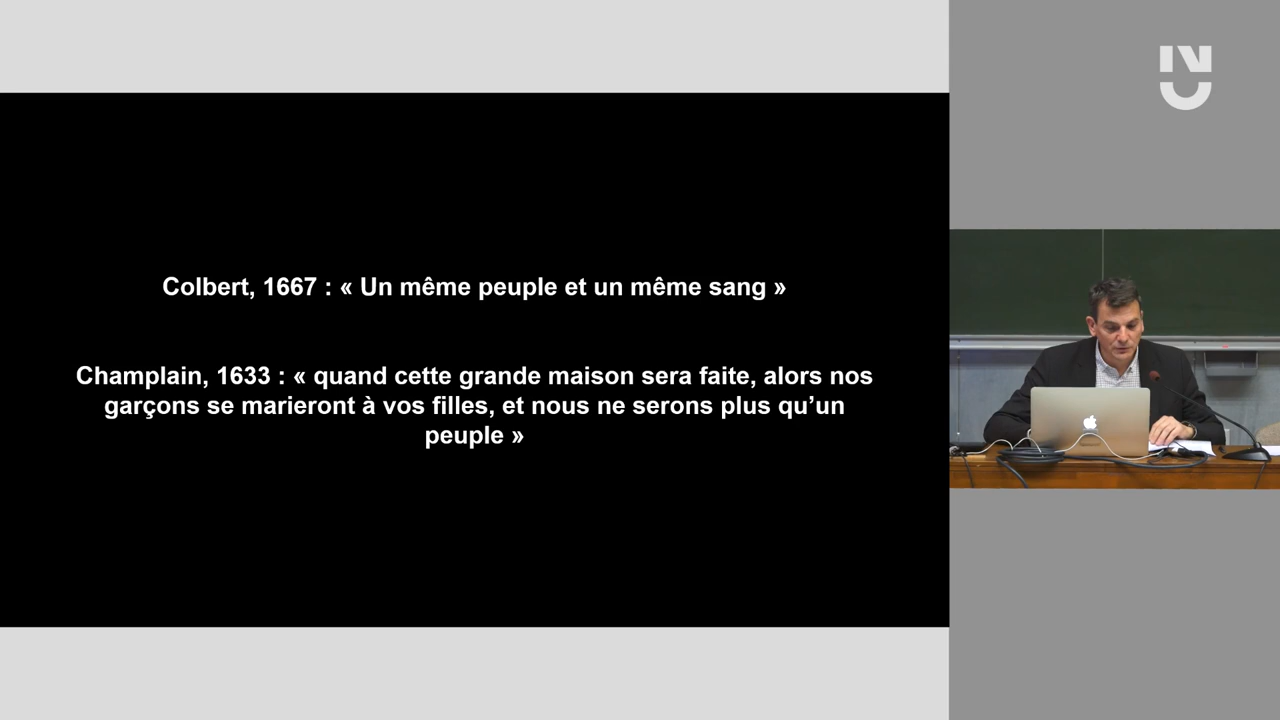 Colbert, 1667 : « Un même peuple et un même sang »
Champlain, 1633 : « quand cette grande maison sera faite, alors nos
garçons se marieront à vos filles, et nous ne serons plus qu’un
peuple »